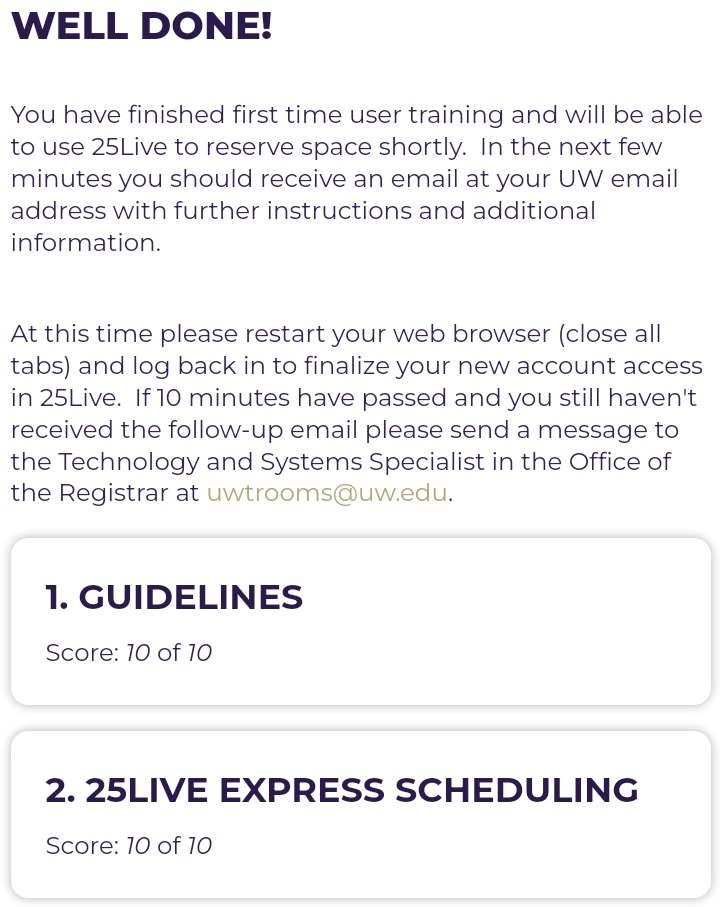 WELL DONE!
You have finished first time user training and will be able
to use 25Live to reserve space shortly.  In the next few
minutes you should receive an email at your UW email
address with further instructions and additional
information.
At this time please restart your web browser (close all
tabs) and log back in to finalize your new account access
in 25Live.  If 10 minutes have passed and you still haven't
received the follow-up email please send a message to
the Technology and Systems Specialist in the Office of
the Registrar at uwtrooms@uw.edu.
1. GUIDELINES
Score: 10 of 10
2. 25LIVE EXPRESS SCHEDULING
Score: 10 of 10